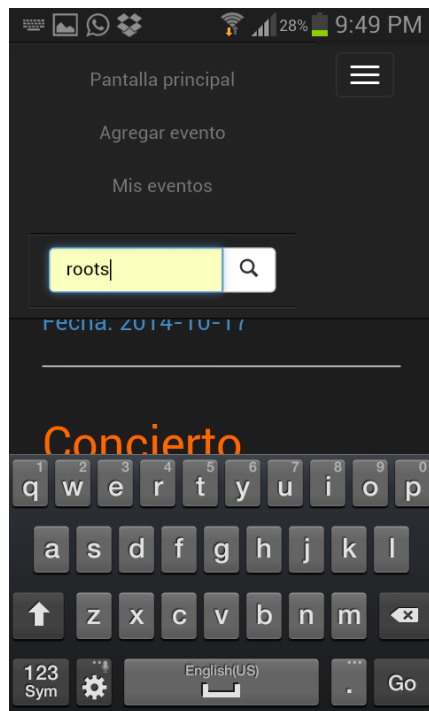 28% 9:49 PM
Pantalla principal
Agregar evento
Mis eventos
roots
Fecha: 2014-10-17
Concierto
1 2 3 4 5 6 7 8 9 0
q w e r t y u i o p
a s d f g h j k l
z x c v b n m
123
Sym
English(US)
... .
Go